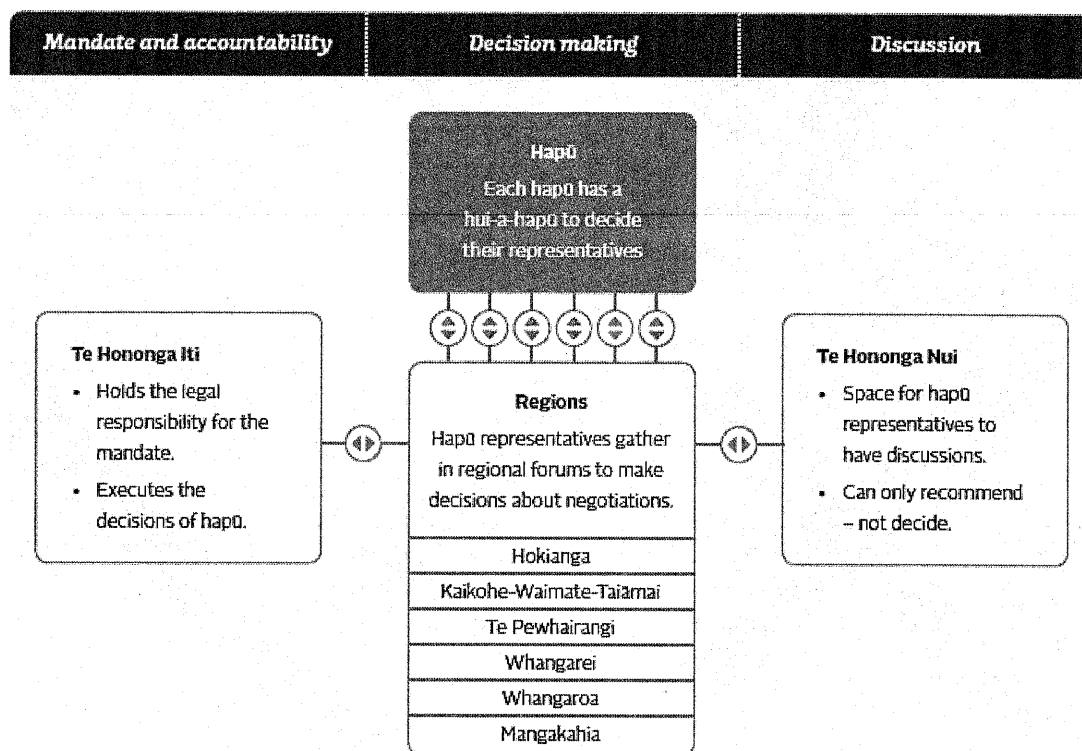 Mandate and accountability
Decision making
Discussion
Hapū
Each hapū has a
hui-a-hapū to decide
their representatives
Te Hononga Iti
• Holds the legal
responsibility for the
mandate.
• Executes the
decisions of hapū.
Regions
Hapū representatives gather
in regional forums to make
decisions about negotiations.
Hokianga
Kaikohe-Waimate-Taiāmai
Te Pewhairangi
Whangarei
Whangaroa
Mangakahia
Te Hononga Nui
• Space for hapū
representatives to
have discussions.
• Can only recommend
– not decide.